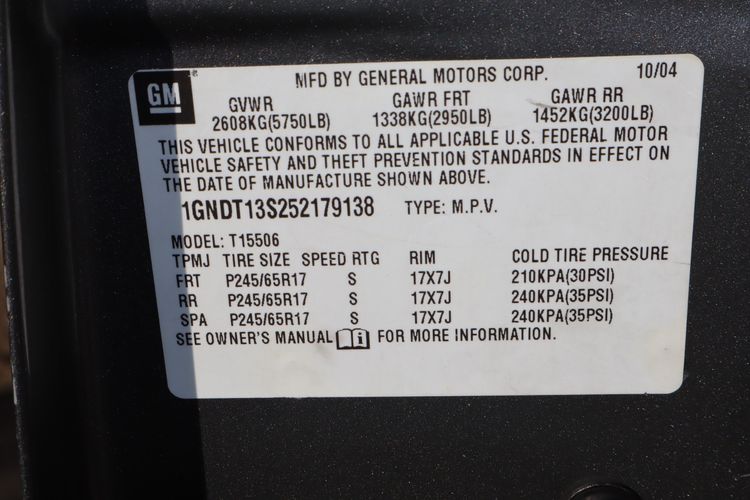 GM
MFD BY GENERAL MOTORS CORP. 10/04
GVWR GAWR FRT GAWR RR
2608KG(5750LB) 1338KG(2950LB) 1452KG(3200LB)
THIS VEHICLE CONFORMS TO ALL APPLICABLE U.S. FEDERAL MOTOR
VEHICLE SAFETY AND THEFT PREVENTION STANDARDS IN EFFECT ON
THE DATE OF MANUFACTURE SHOWN ABOVE.
1GNDT13S252179138 TYPE: M.P.V.
MODEL: T15506
TPMJ TIRE SIZE SPEED RTG RIM COLD TIRE PRESSURE
FRT P245/65R17 S 17X7J 210KPA(30PSI)
RR P245/65R17 S 17X7J 240KPA(35PSI)
SPA P245/65R17 S 17X7J 240KPA(35PSI)
SEE OWNER'S MANUAL i FOR MORE INFORMATION.